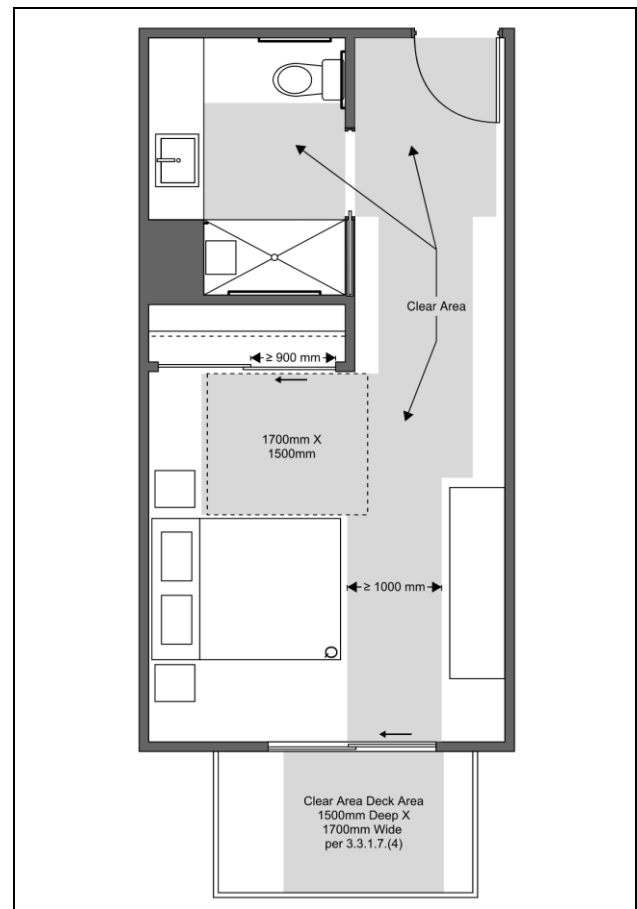 Clear Area
≥ 900 mm
1700mm X
1500mm
≥ 1000 mm
Q
Clear Area Deck Area
1500mm Deep X
1700mm Wide
per 3.3.1.7.(4)